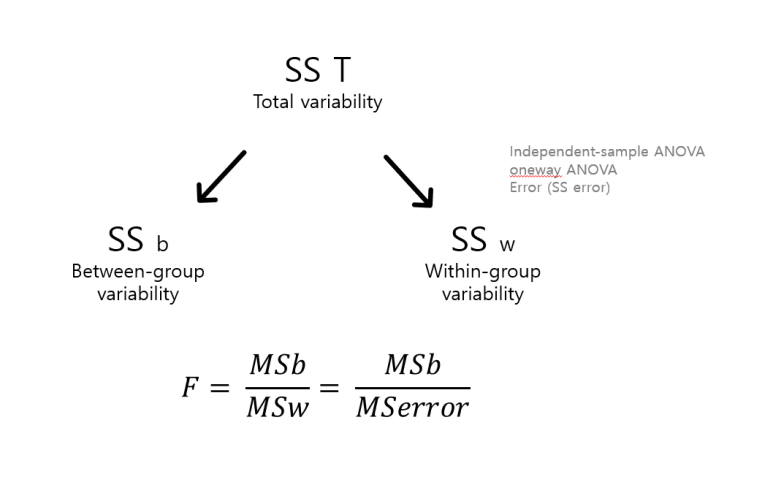 SS T
Total variability
Independent-sample ANOVA
oneway ANOVA
Error (SS error)
SS b
Between-group
variability
SS w
Within-group
variability
F = MSb/MSw = MSb/MSerror